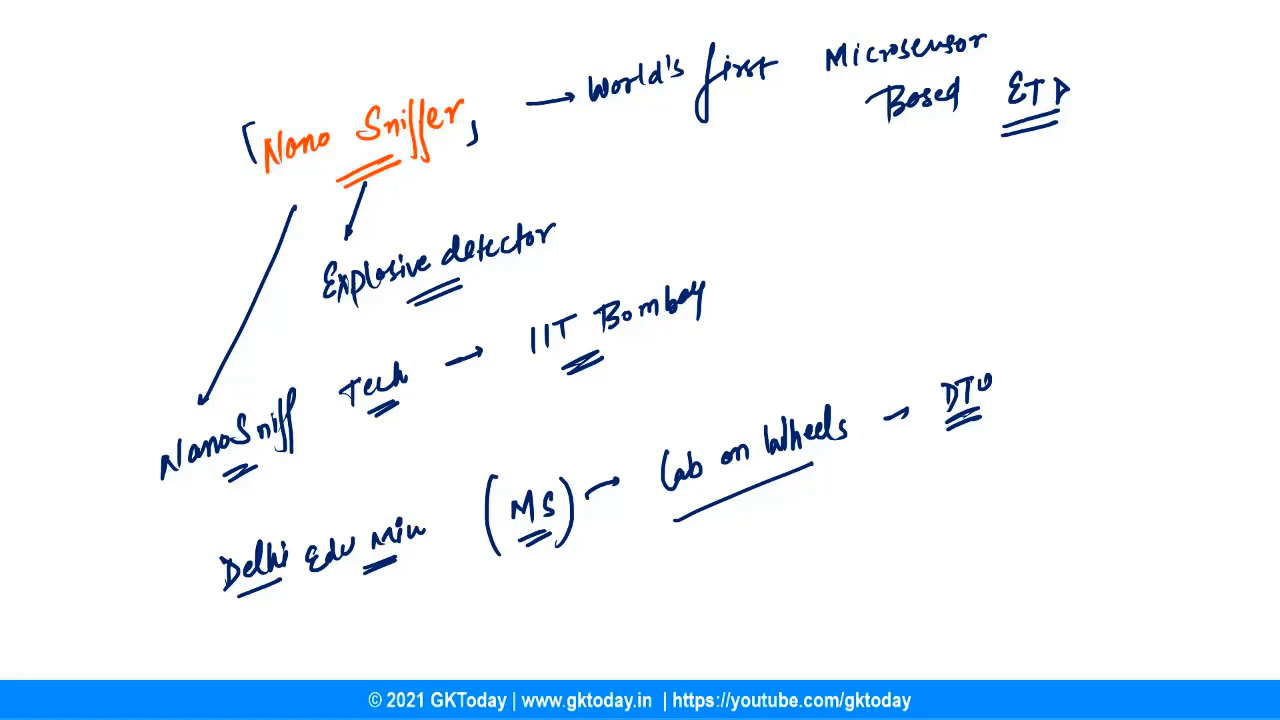 「Nano Sniffer」 → World's first Microsensor
Based ETD
Explosive detector
NanoSniff Tech → IIT Bombay
Delhi Edu Min (MS) → Lab on Wheels → DTU
© 2021 GKToday | www.gktoday.in | https://youtube.com/gktoday